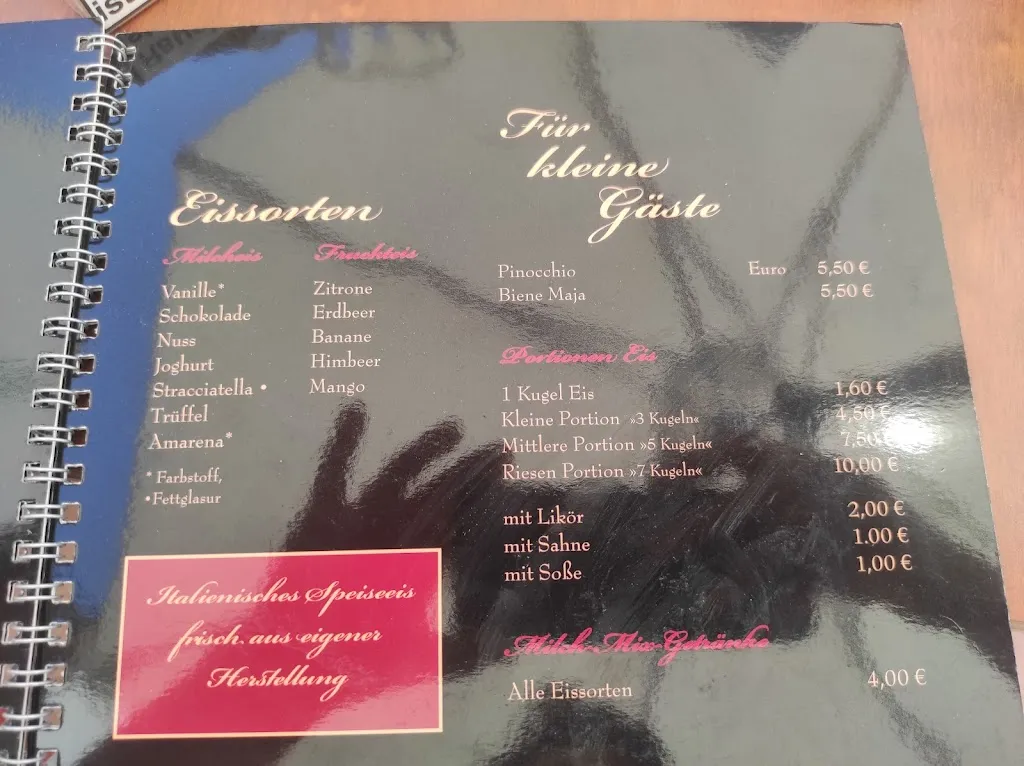 Eissorten
Milcheis
Vanille*
Schokolade
Nuss
Joghurt
Stracciatella •
Trüffel
Amarena*
* Farbstoff,
•Fettglasur
Fruchteis
Zitrone
Erdbeer
Banane
Himbeer
Mango
Italienisches Speiseeis
frisch aus eigener
Herstellung
Für
kleine
Gäste
Pinocchio Euro 5,50 €
Biene Maja 5,50 €
Portionen Eis
1 Kugel Eis 1,60 €
Kleine Portion »3 Kugeln« 4,50 €
Mittlere Portion »5 Kugeln« 7,50 €
Riesen Portion »7 Kugeln« 10,00 €
mit Likör 2,00 €
mit Sahne 1.00 €
mit Soße 1,00 €
Milch-Mix-Getränke
Alle Eissorten 4,00 €